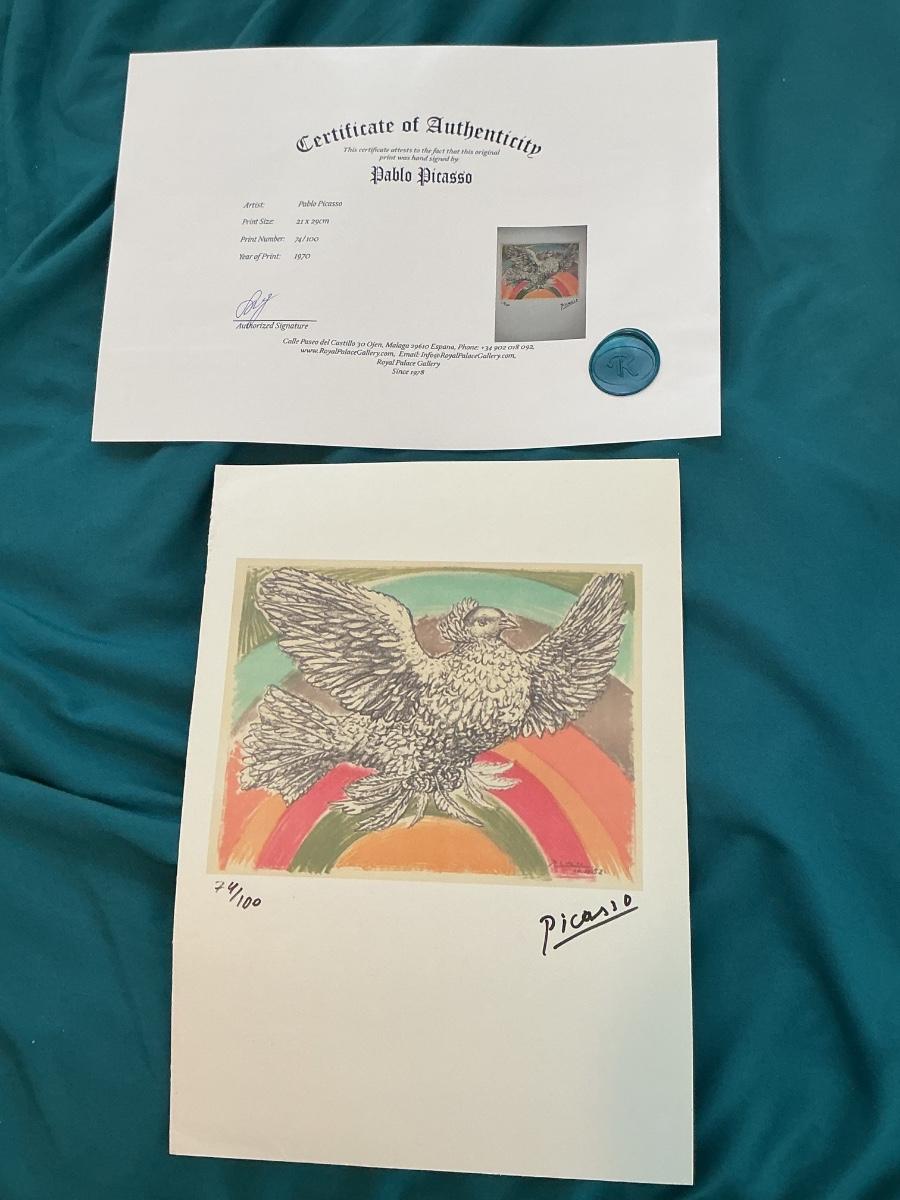 Certificate of Authenticity
This certificate attests to the fact that this original
print was hand signed by
Pablo Picasso
Artist: Pablo Picasso
Print Size: 21 x 29cm
Print Number: 74/100
Year of Print: 1970
Authorized Signature
Calle Paseo del Castillo 30 Ojen, Malaga 29610 Espana, Phone: +34 902 018 092,
www.RoyalPalaceGallery.com, Email: Info@RoyalPalaceGallery.com,
Royal Palace Gallery
Since 1978
R
74/100
Picasso